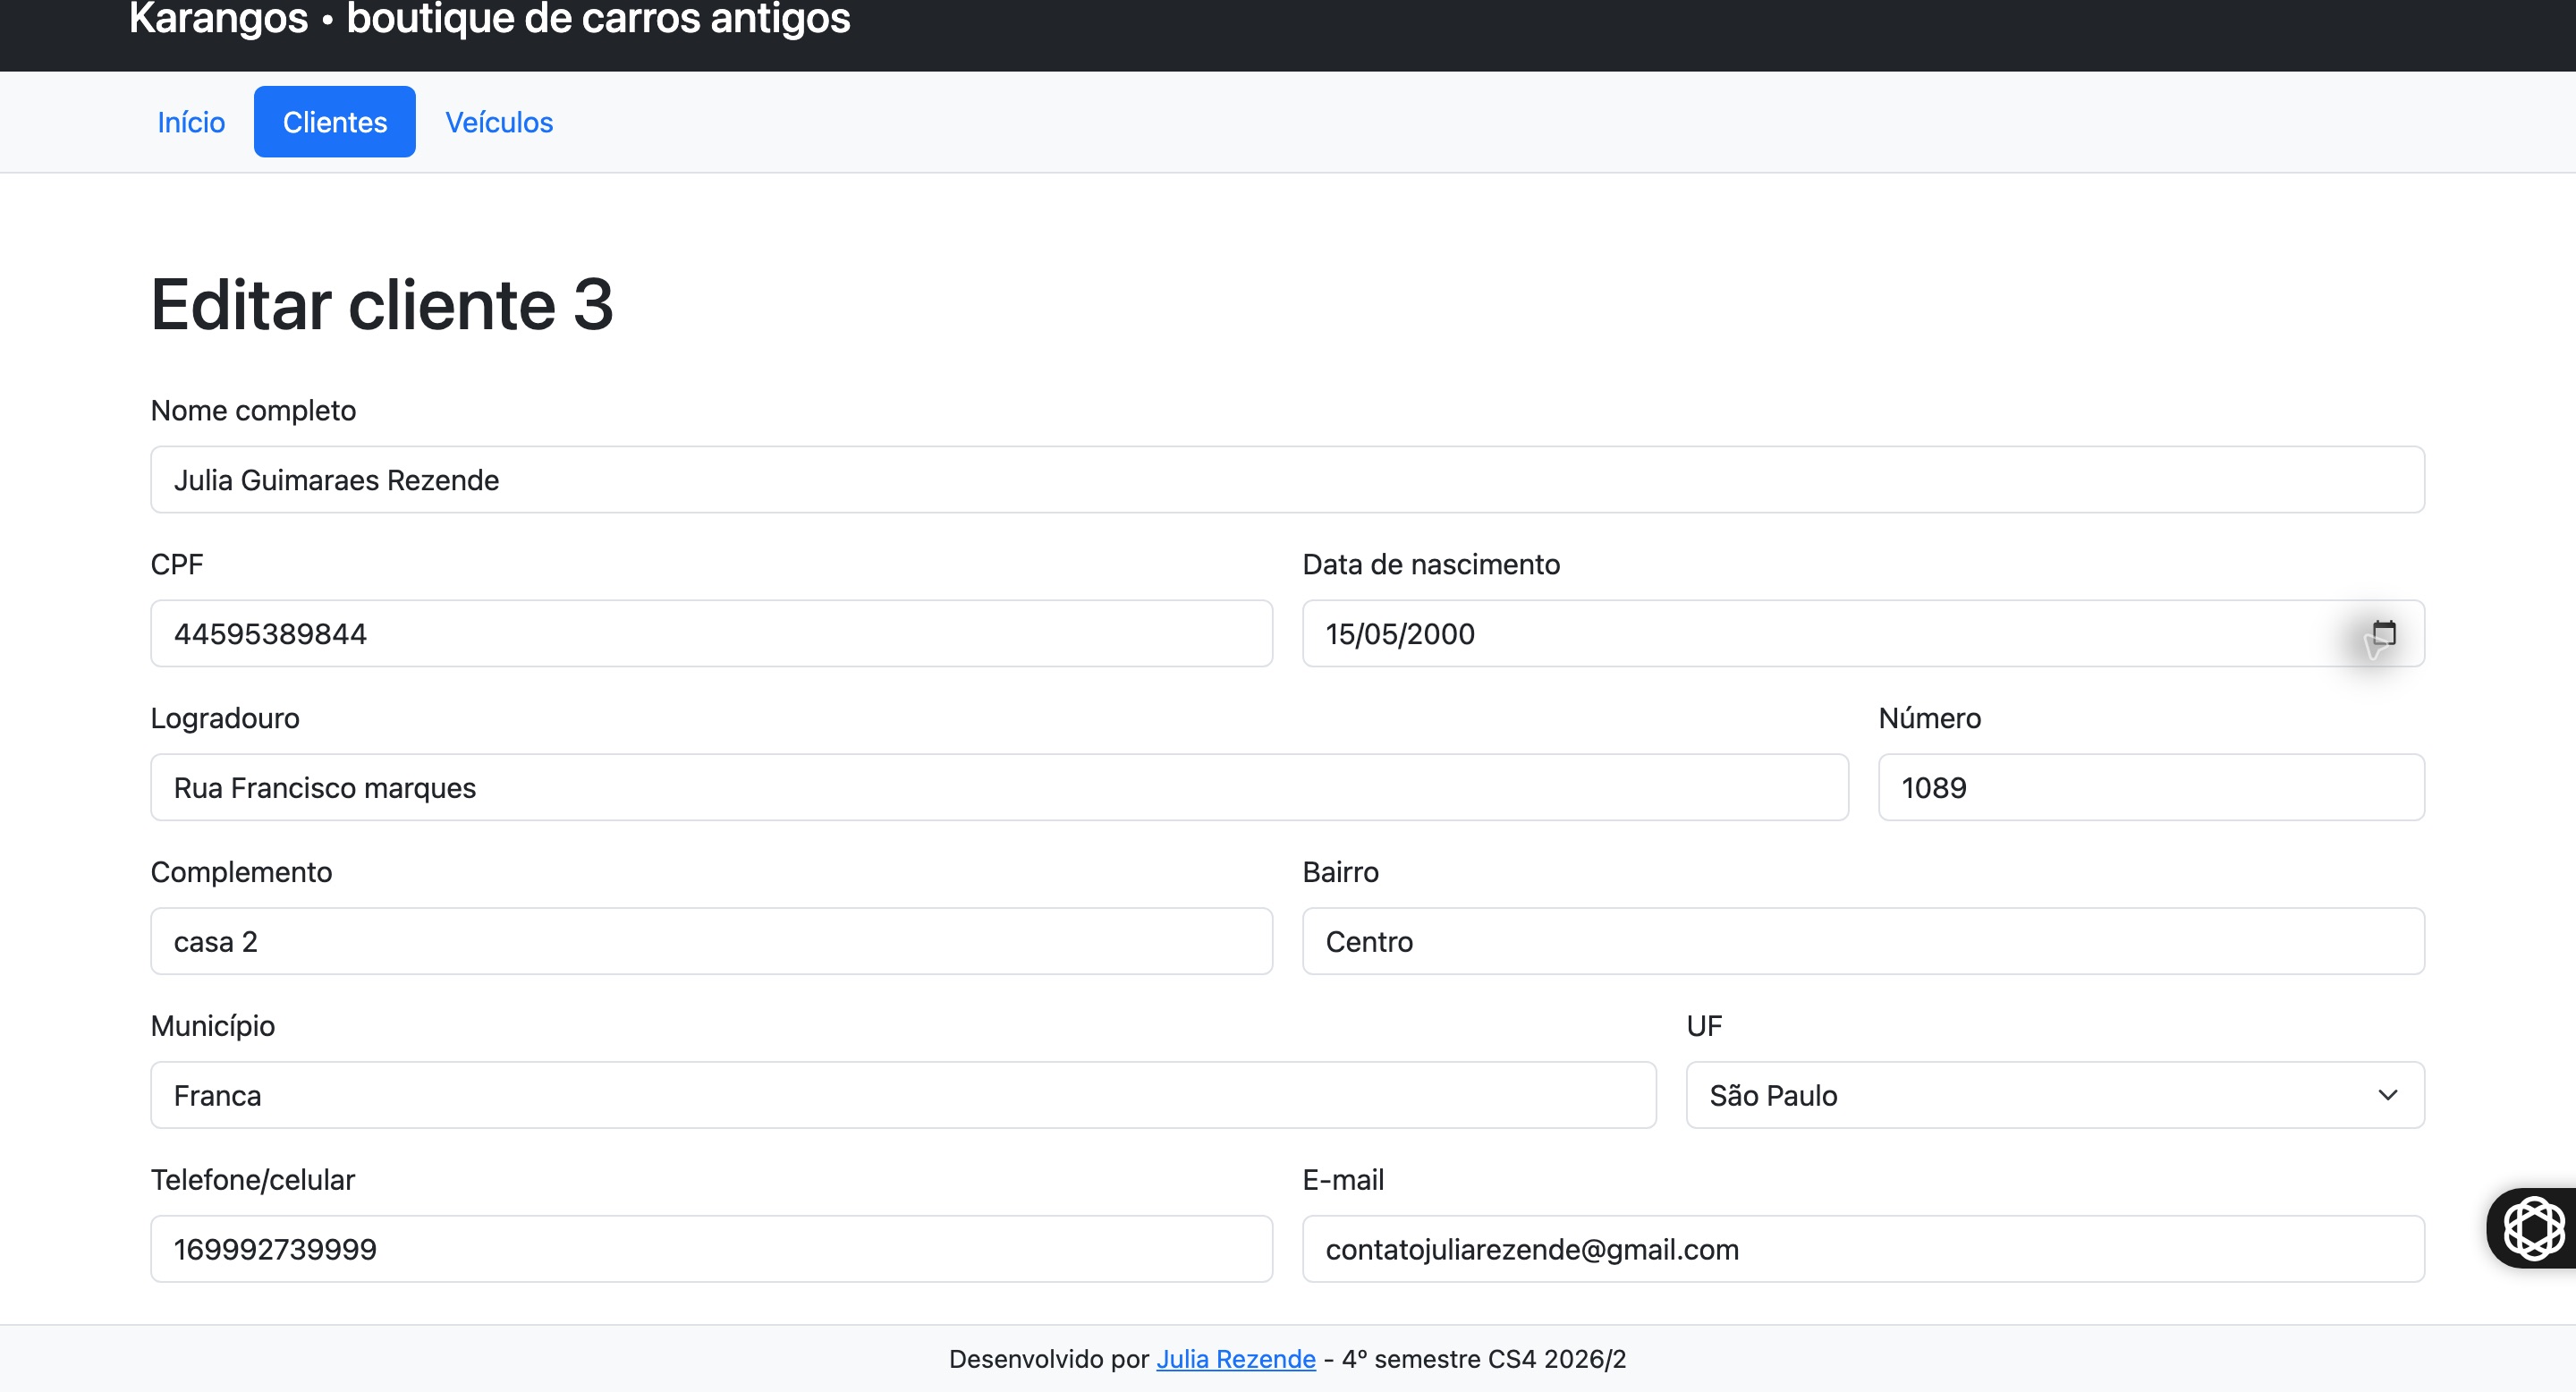 Karangos • boutique de carros antigos
Início Clientes Veículos
Editar cliente 3
Nome completo
Julia Guimaraes Rezende
CPF Data de nascimento
44595389844 15/05/2000
Logradouro Número
Rua Francisco marques 1089
Complemento Bairro
casa 2 Centro
Município UF
Franca São Paulo
Telefone/celular E-mail
169992739999 contatojuliarezende@gmail.com
Desenvolvido por Julia Rezende - 4º semestre CS4 2026/2